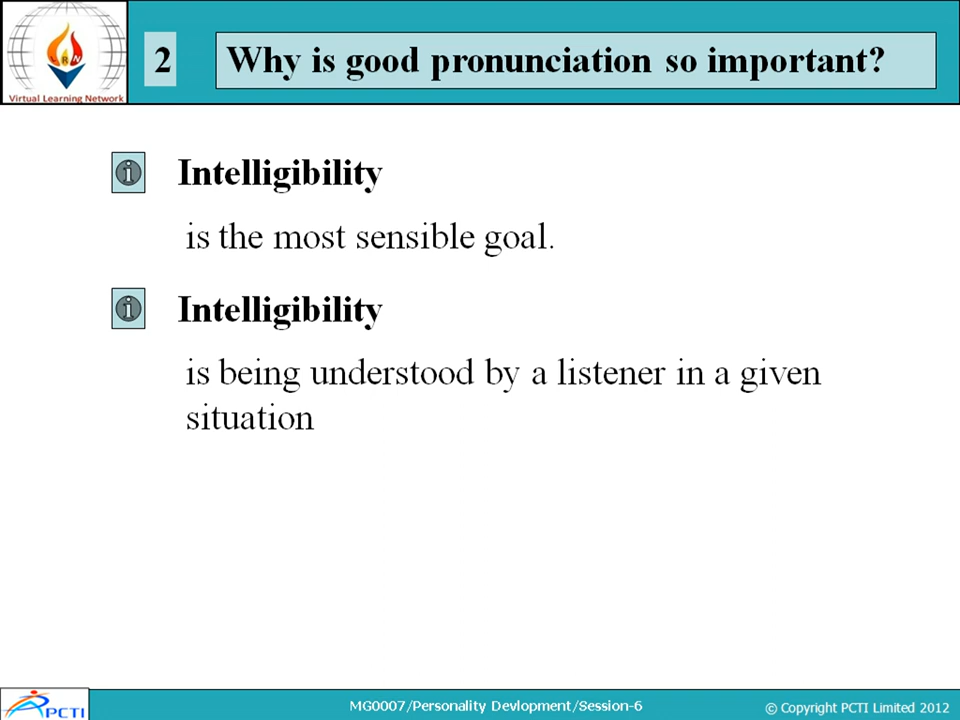 RN
Virtual Learning Network
2
Why is good pronunciation so important?
Intelligibility
is the most sensible goal.
Intelligibility
is being understood by a listener in a given
situation
PCTI
MG0007/Personality Devlopment/Session-6
© Copyright PCTI Limited 2012